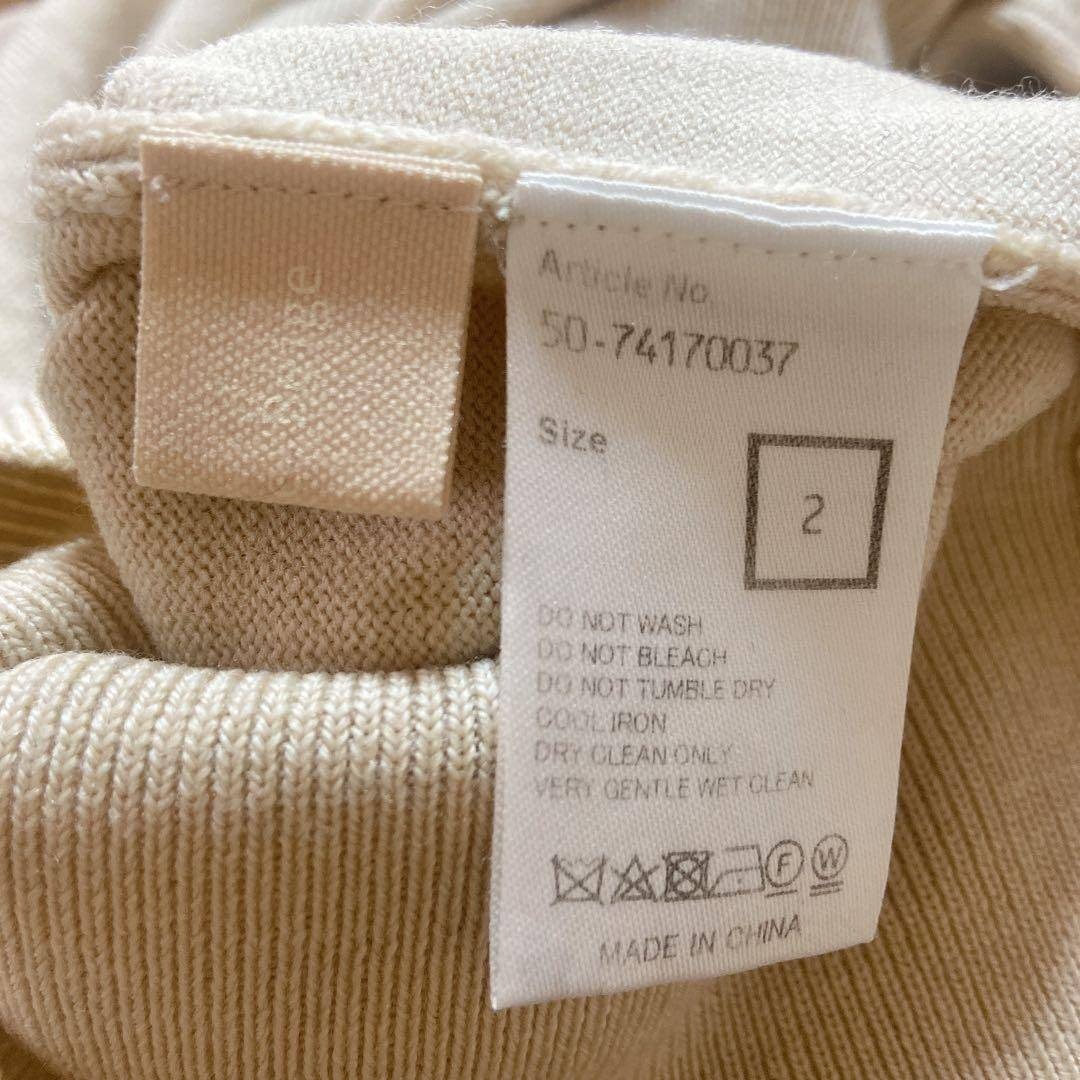 Article No.
50-74170037
Size
2
DO NOT WASH
DO NOT BLEACH
DO NOT TUMBLE DRY
COOL IRON
DRY CLEAN ONLY
VERY GENTLE WET CLEAN
F W
MADE IN CHINA